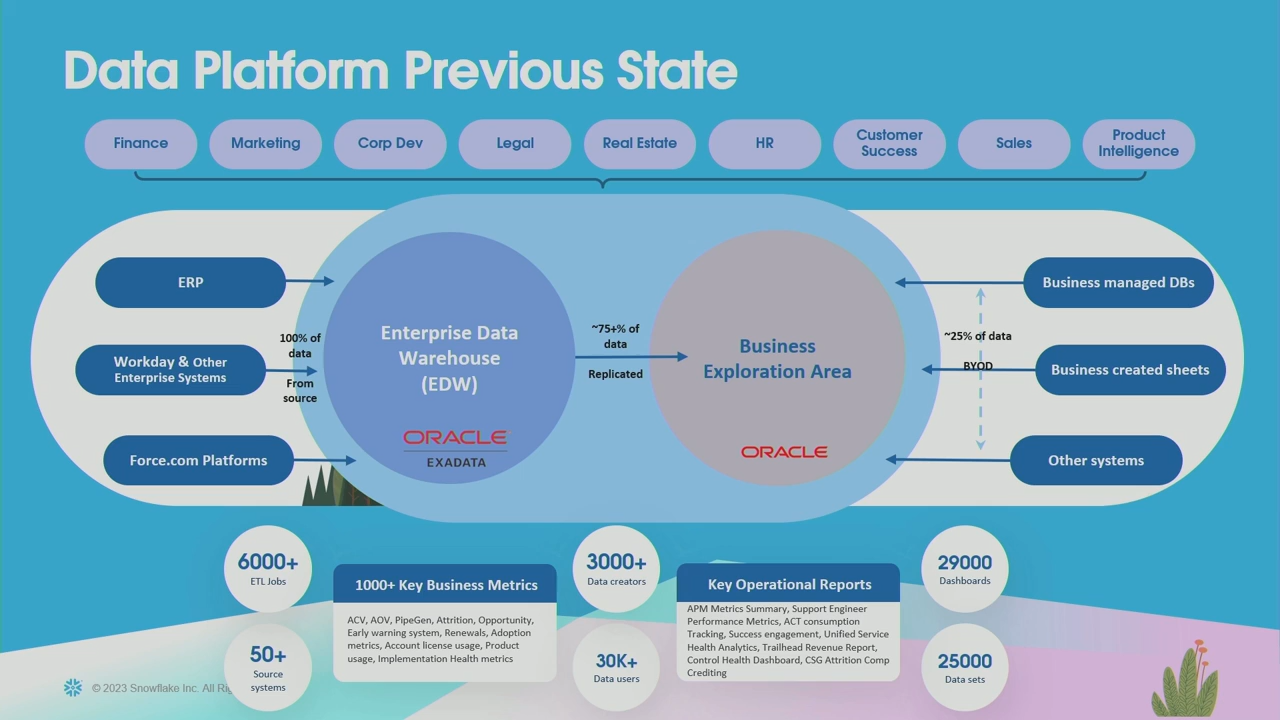 Data Platform Previous State
Finance
Marketing
Corp Dev
Legal
Real Estate
HR
Customer
Success
Sales
Product
Intelligence
ERP
Workday & Other
Enterprise Systems
Force.com Platforms
100% of
data
From
source
Enterprise Data
Warehouse
(EDW)
ORACLE
EXADATA
~75+% of
data
Replicated
Business
Exploration Area
ORACLE
~25% of data
BYOD
Business managed DBs
Business created sheets
Other systems
6000+
ETL Jobs
50+
Source
systems
1000+ Key Business Metrics
ACV, AOV, PipeGen, Attrition, Opportunity,
Early warning system, Renewals, Adoption
metrics, Account license usage, Product
usage, Implementation Health metrics
3000+
Data creators
30K+
Data users
Key Operational Reports
APM Metrics Summary, Support Engineer
Performance Metrics, ACT consumption
Tracking, Success engagement, Unified Service
Health Analytics, Trailhead Revenue Report,
Control Health Dashboard, CSG Attrition Comp
Crediting
29000
Dashboards
25000
Data sets
© 2023 Snowflake Inc. All